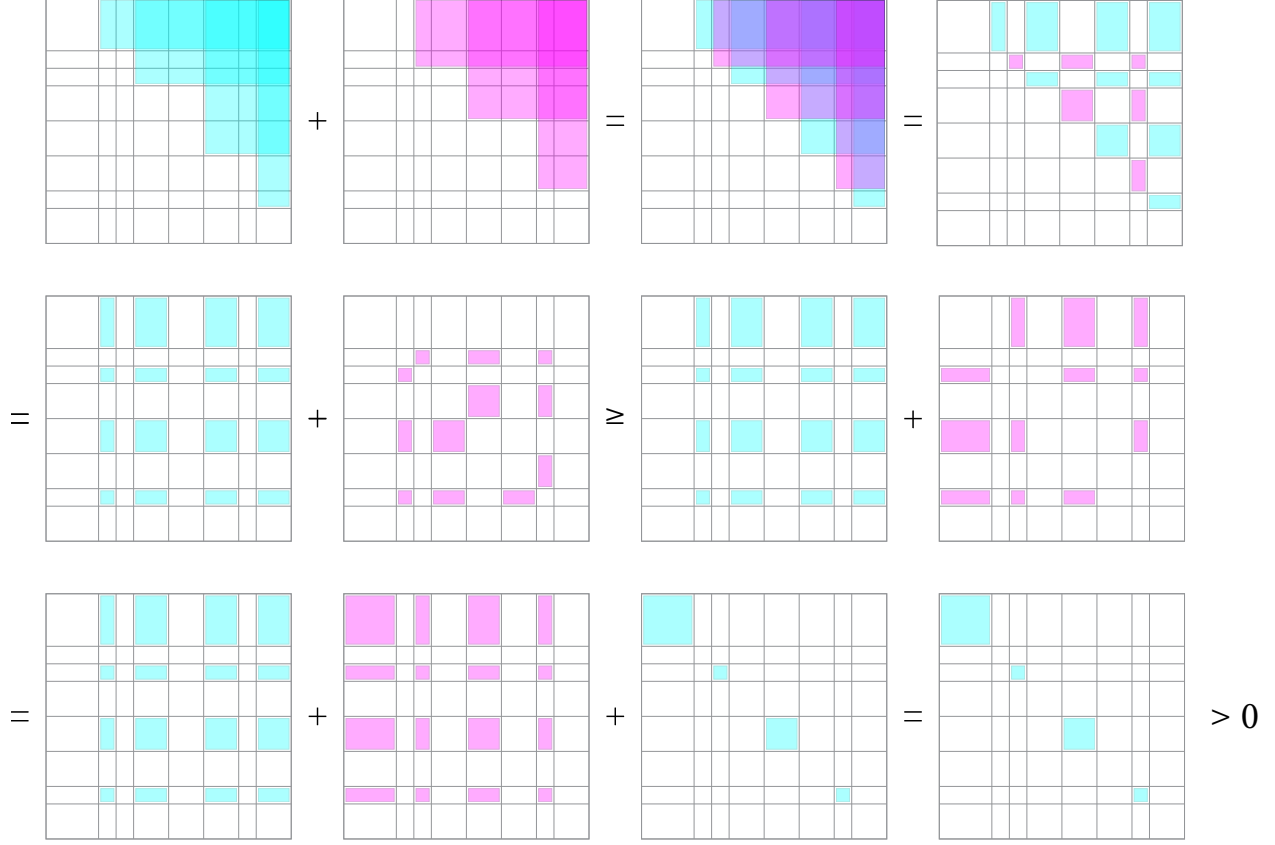 + = =
= + ≥ +
= + + = > 0